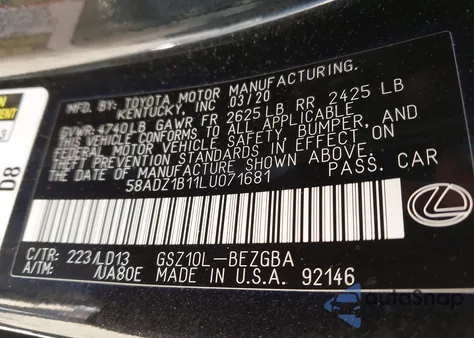 MFD. BY: TOYOTA MOTOR MANUFACTURING.
KENTUCKY, INC 03/20
GVWR: 4740LB GAWR FR 2625LB RR 2425 LB
THIS VEHICLE CONFORMS TO ALL APPLICABLE
FEDERAL MOTOR VEHICLE SAFETY, BUMPER, AND
THEFT PREVENTION STANDARDS IN EFFECT ON
THE DATE OF MANUFACTURE SHOWN ABOVE.
58ADZ1B11LU071681 PASS. CAR
C/TR: 223/LD13 GSZ10L-BEZGBA
A/TM: /UA80E MADE IN U.S.A. 92146
D8
autoSnap